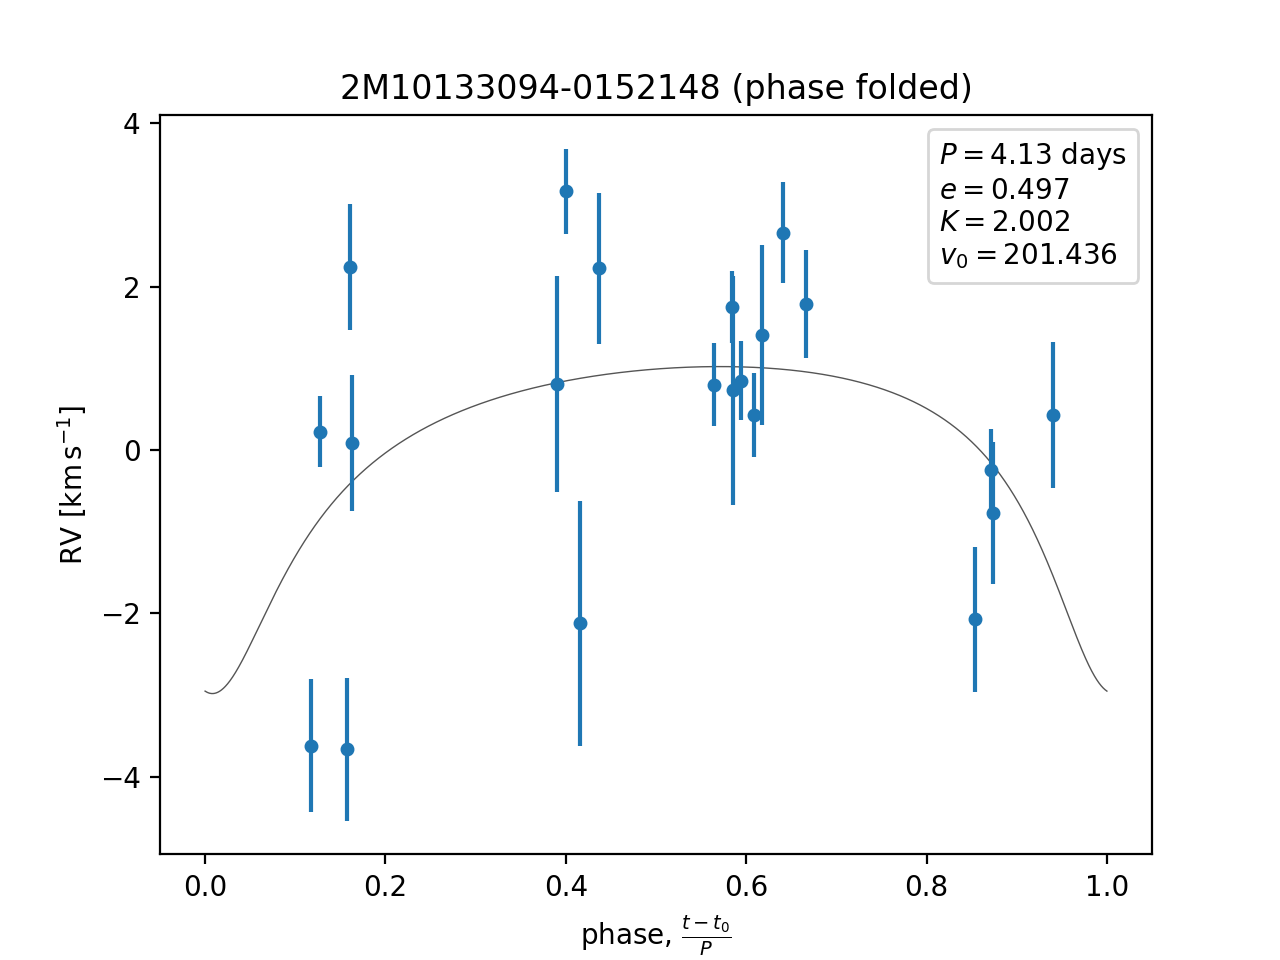 2M10133094-0152148 (phase folded)
P = 4.13 days
e = 0.497
K = 2.002
v₀ = 201.436
4
2
0
−2
−4
RV [km s⁻¹]
0.0 0.2 0.4 0.6 0.8 1.0
phase, (t − t₀)/P